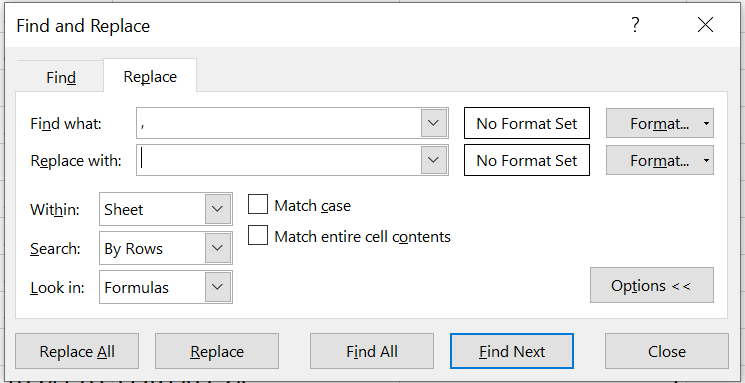 Find and Replace ? ×
Find Replace
Find what: , No Format Set Format...
Replace with: No Format Set Format...
Within: Sheet Match case
Search: By Rows Match entire cell contents
Look in: Formulas Options <<
Replace All Replace Find All Find Next Close